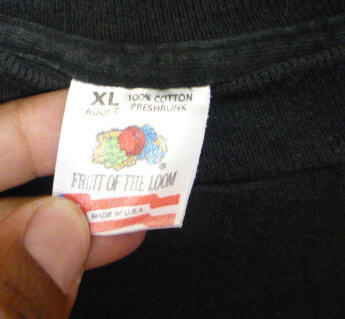 XL 100% COTTON
ADULT PRESHRUNK
®
FRUIT OF THE LOOM
MADE IN U.S.A.